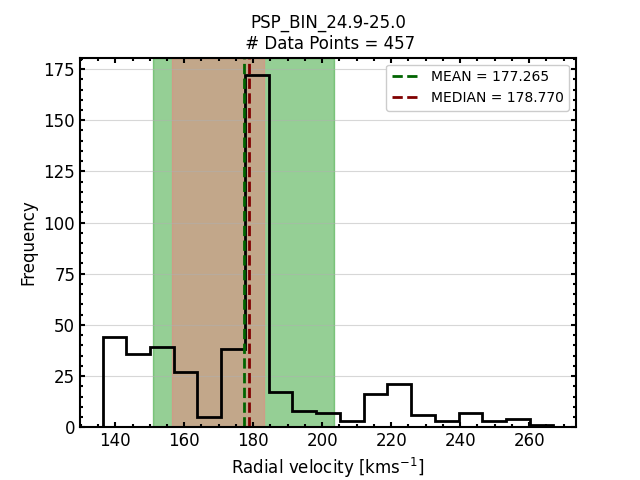 PSP_BIN_24.9-25.0
# Data Points = 457
MEAN = 177.265
MEDIAN = 178.770
175
150
125
100
75
50
25
0
Frequency
140 160 180 200 220 240 260
Radial velocity [kms⁻¹]